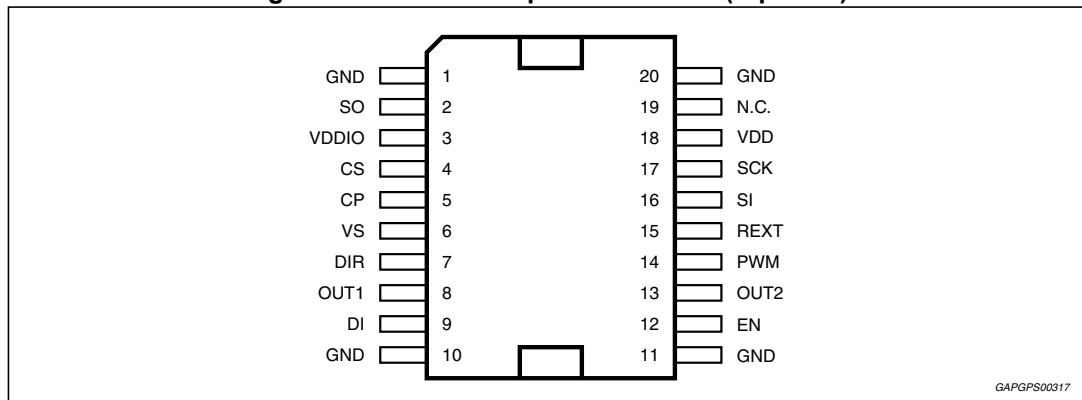 GND 1 20 GND
SO 2 19 N.C.
VDDIO 3 18 VDD
CS 4 17 SCK
CP 5 16 SI
VS 6 15 REXT
DIR 7 14 PWM
OUT1 8 13 OUT2
DI 9 12 EN
GND 10 11 GND
GAPGPS00317